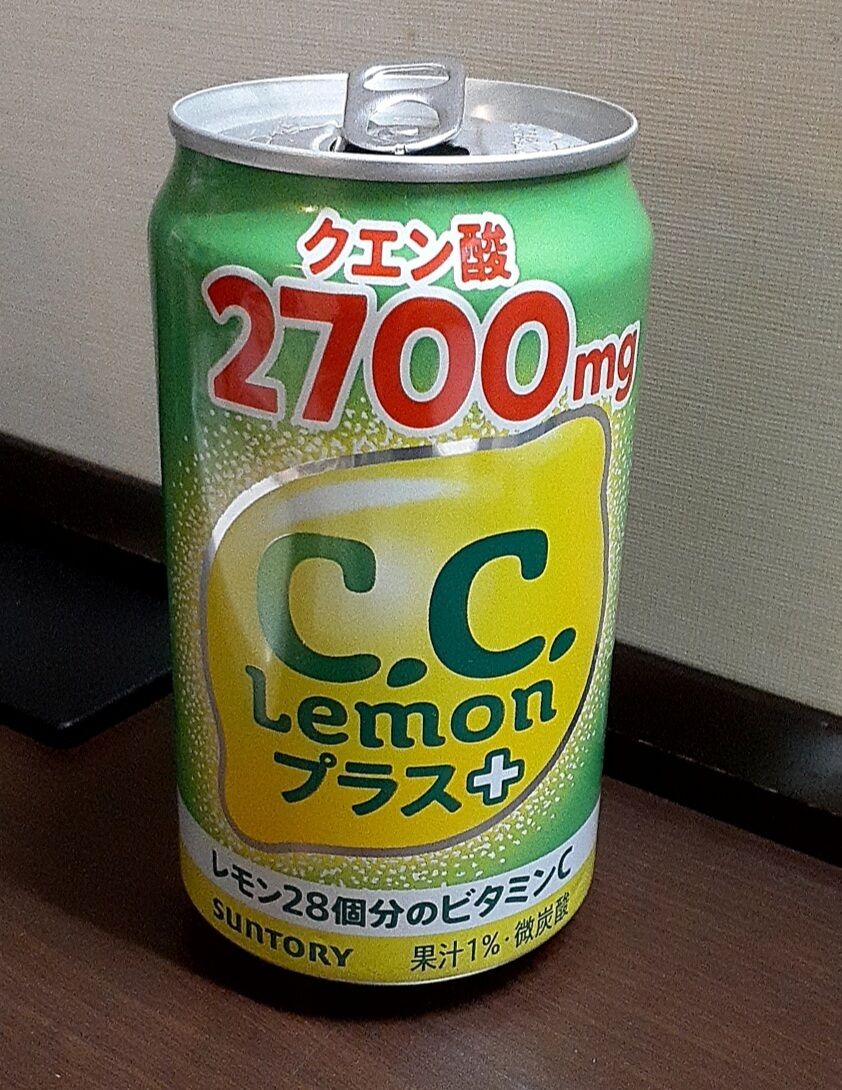 クエン酸
2700mg
C.C.
Lemon
プラス+
レモン28個分のビタミンC
SUNTORY 果汁1%・微炭酸